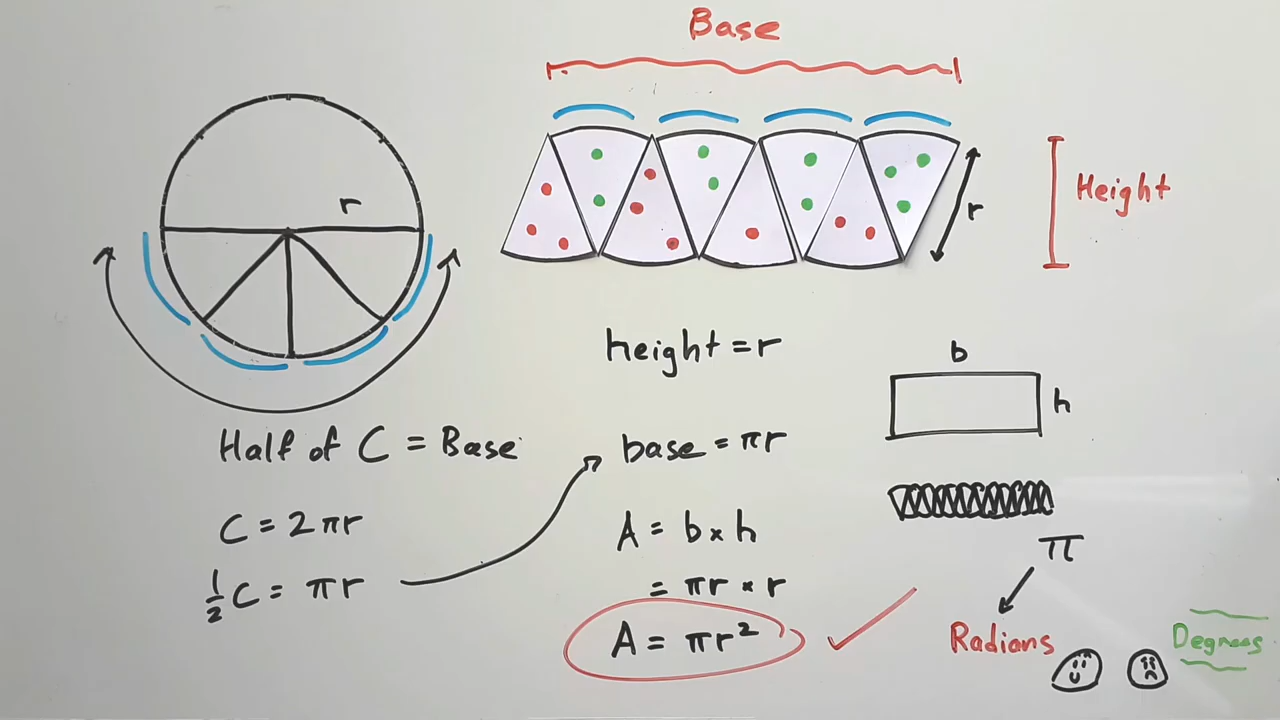 Base
r
r
Height
height = r
b
h
Half of C = Base
base = πr
C = 2πr
A = b × h
½C = πr
= πr × r
π
A = πr²
Radians
Degrees